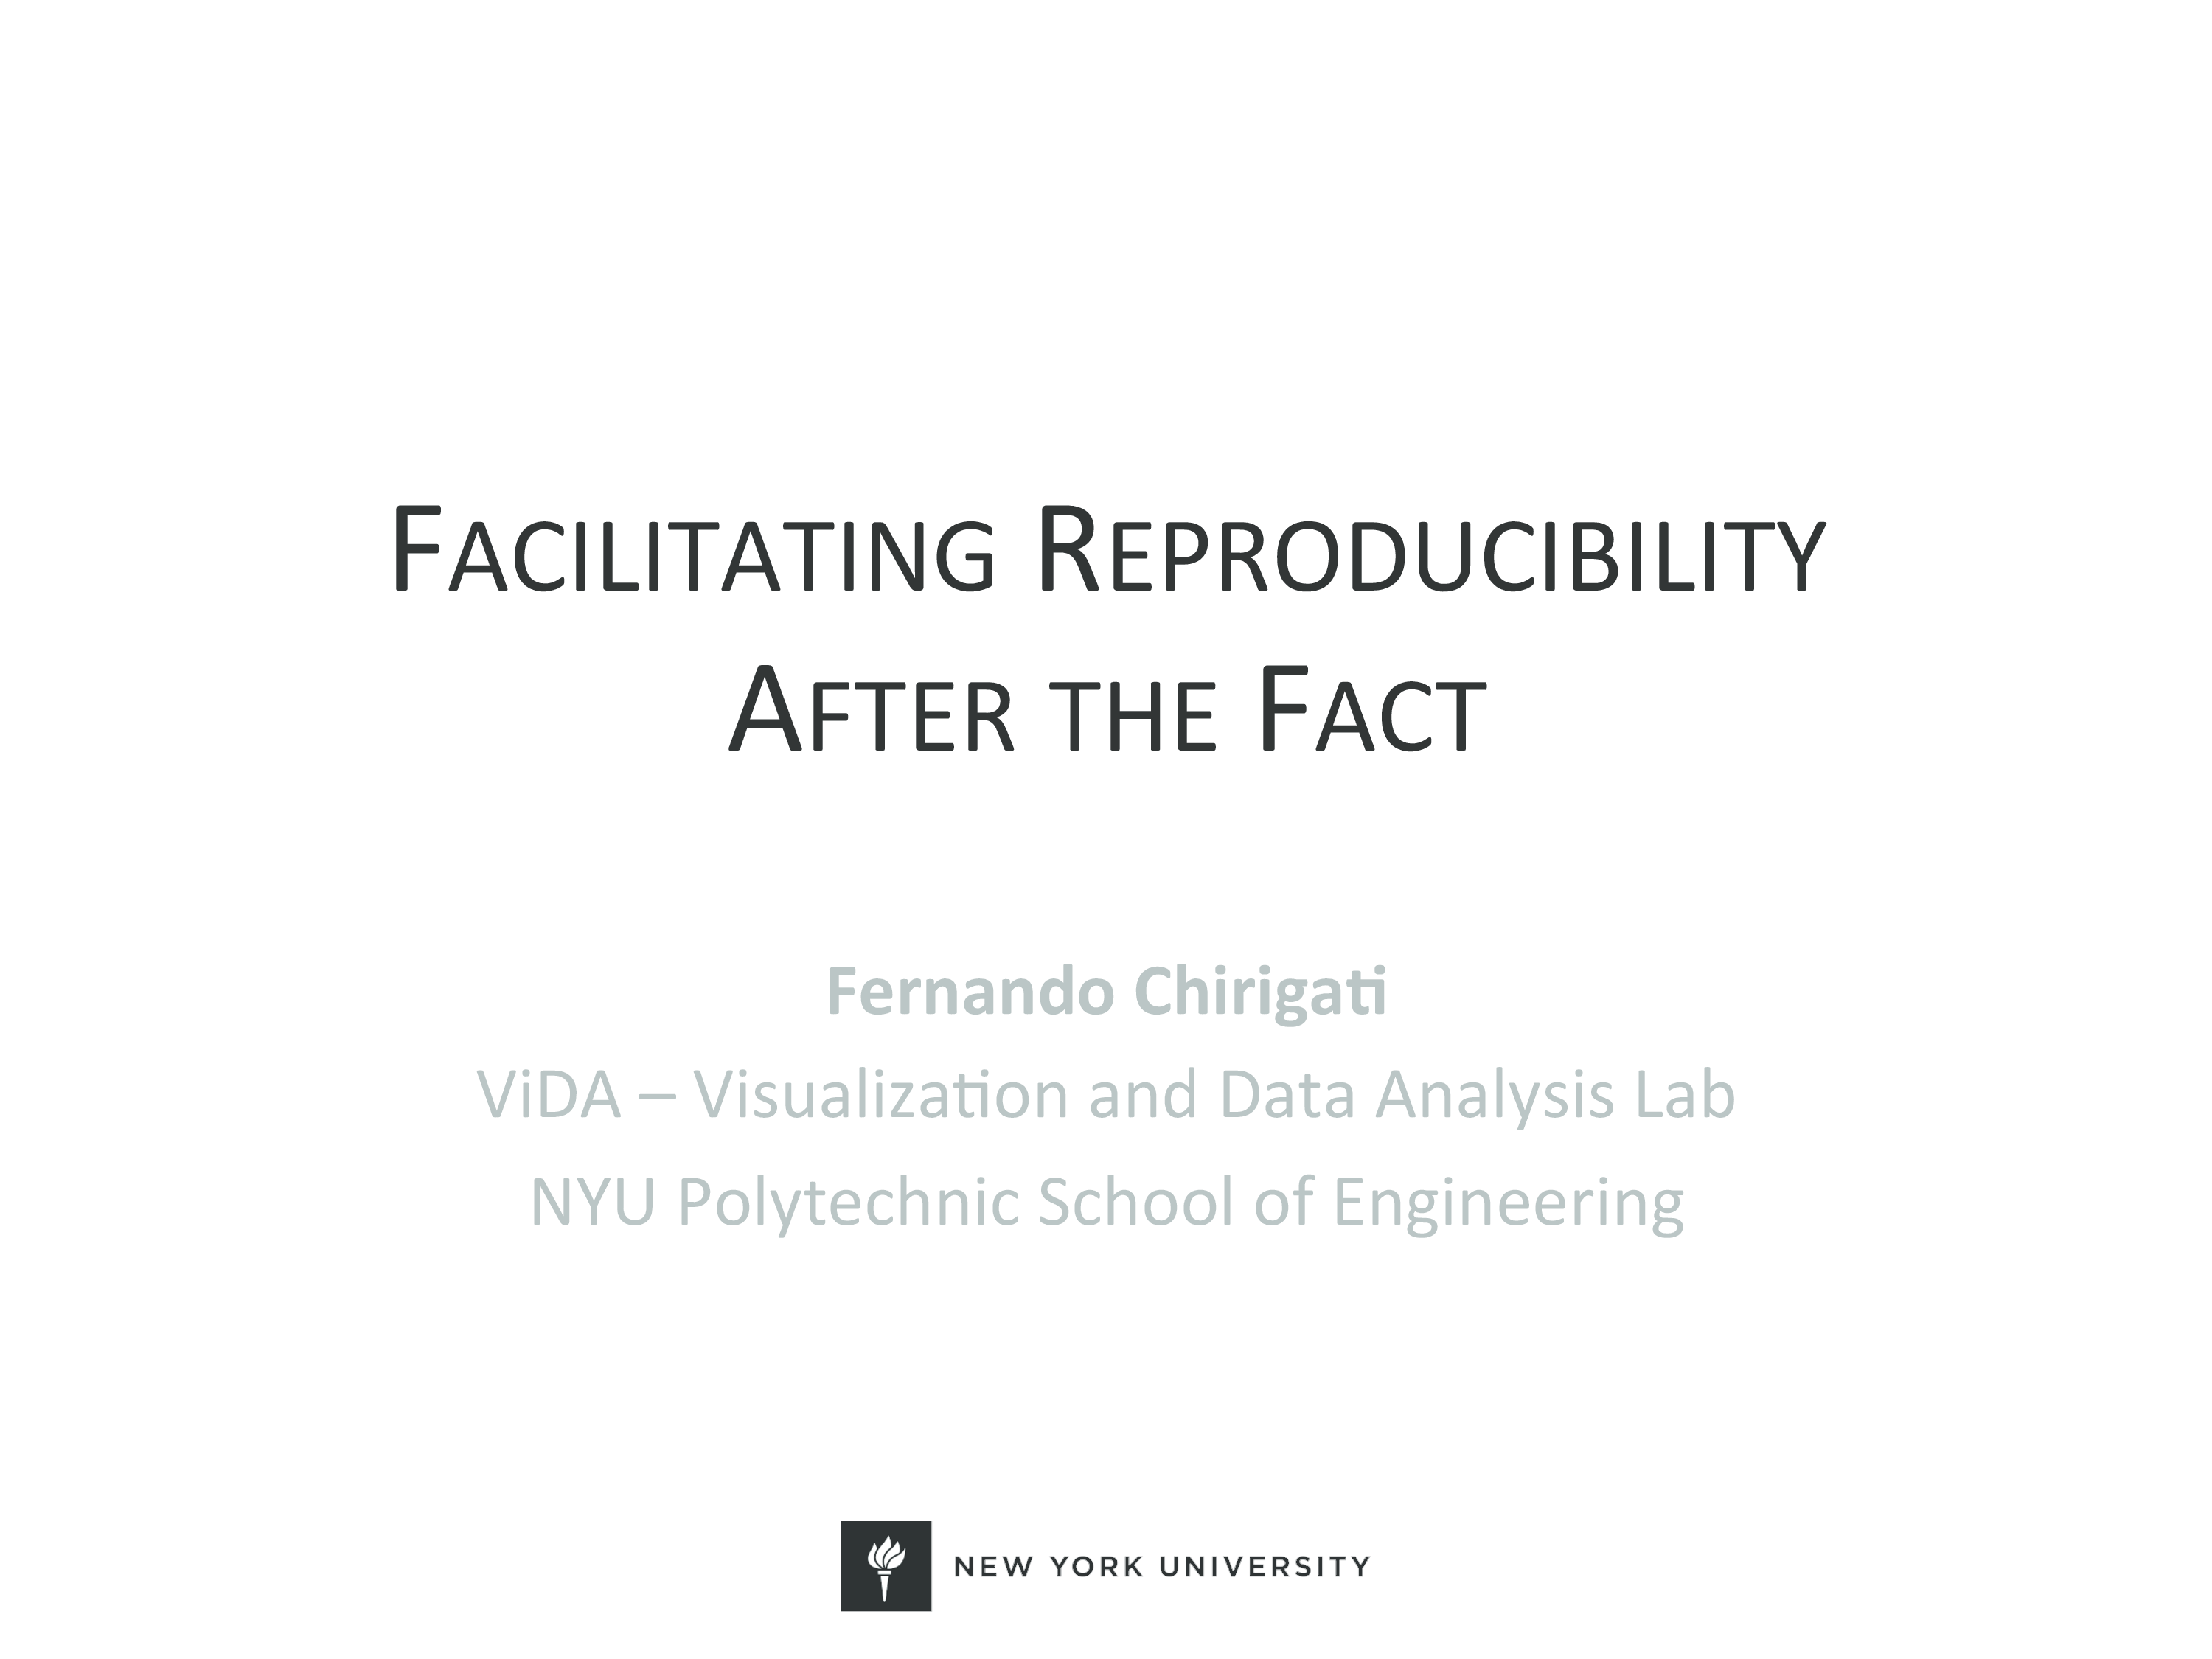 Facilitating Reproducibility
After the Fact
Fernando Chirigati
ViDA — Visualization and Data Analysis Lab
NYU Polytechnic School of Engineering
NEW YORK UNIVERSITY